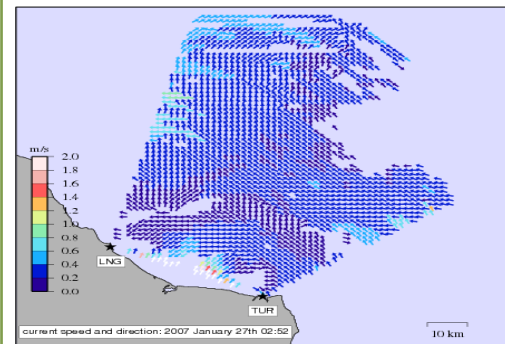 m/s
2.0
1.8
1.6
1.4
1.2
1.0
0.8
0.6
0.4
0.2
0.0
LNG
TUR
current speed and direction: 2007 January 27th 02:52
10 km